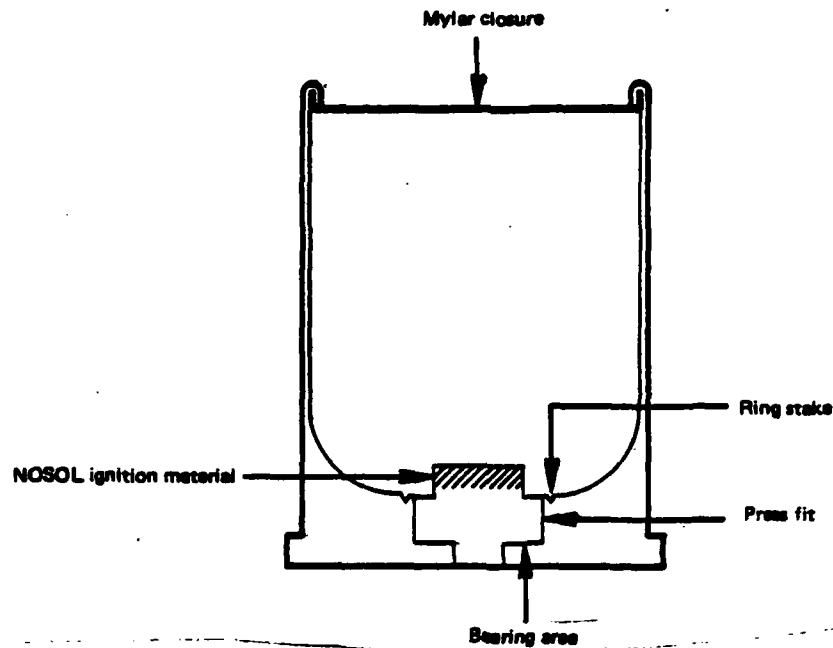 Mylar closure
Ring stake
NOSOL ignition material
Press fit
Bearing area